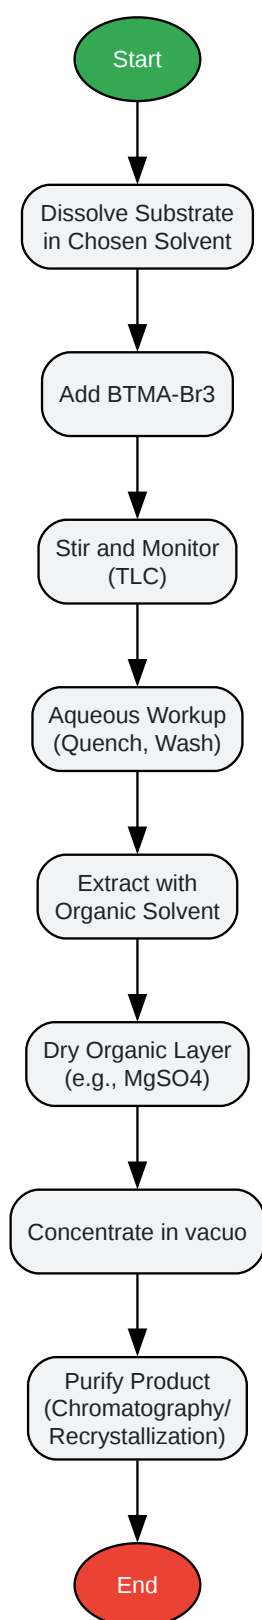 Start
Dissolve Substrate
in Chosen Solvent
Add BTMA-Br3
Stir and Monitor
(TLC)
Aqueous Workup
(Quench, Wash)
Extract with
Organic Solvent
Dry Organic Layer
(e.g., MgSO4)
Concentrate in vacuo
Purify Product
(Chromatography/
Recrystallization)
End